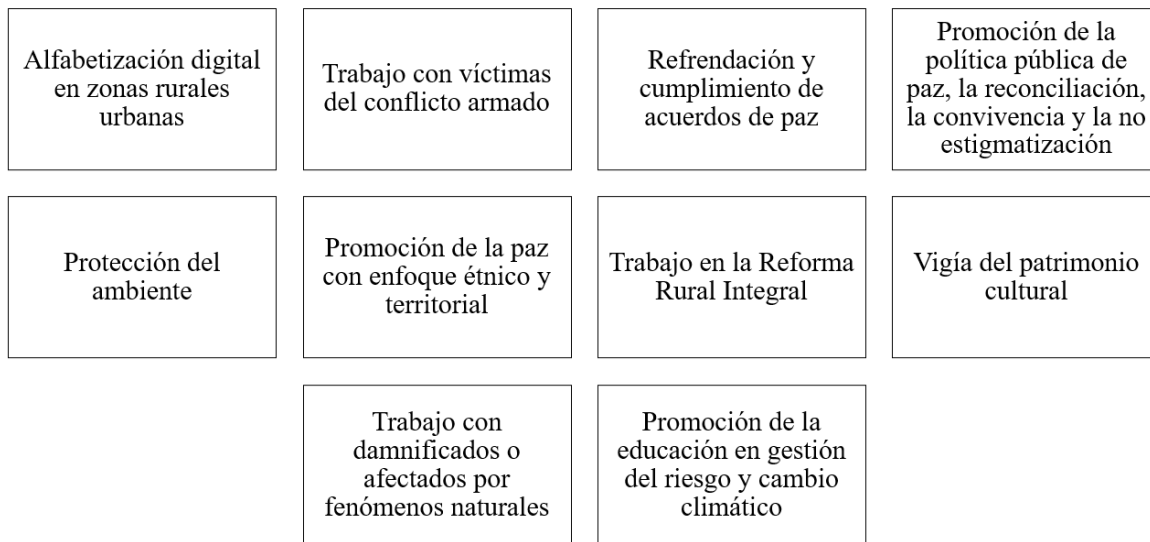 Alfabetización digital
en zonas rurales
urbanas
Trabajo con víctimas
del conflicto armado
Refrendación y
cumplimiento de
acuerdos de paz
Promoción de la
política pública de
paz, la reconciliación,
la convivencia y la no
estigmatización
Protección del
ambiente
Promoción de la paz
con enfoque étnico y
territorial
Trabajo en la Reforma
Rural Integral
Vigía del patrimonio
cultural
Trabajo con
damnificados o
afectados por
fenómenos naturales
Promoción de la
educación en gestión
del riesgo y cambio
climático